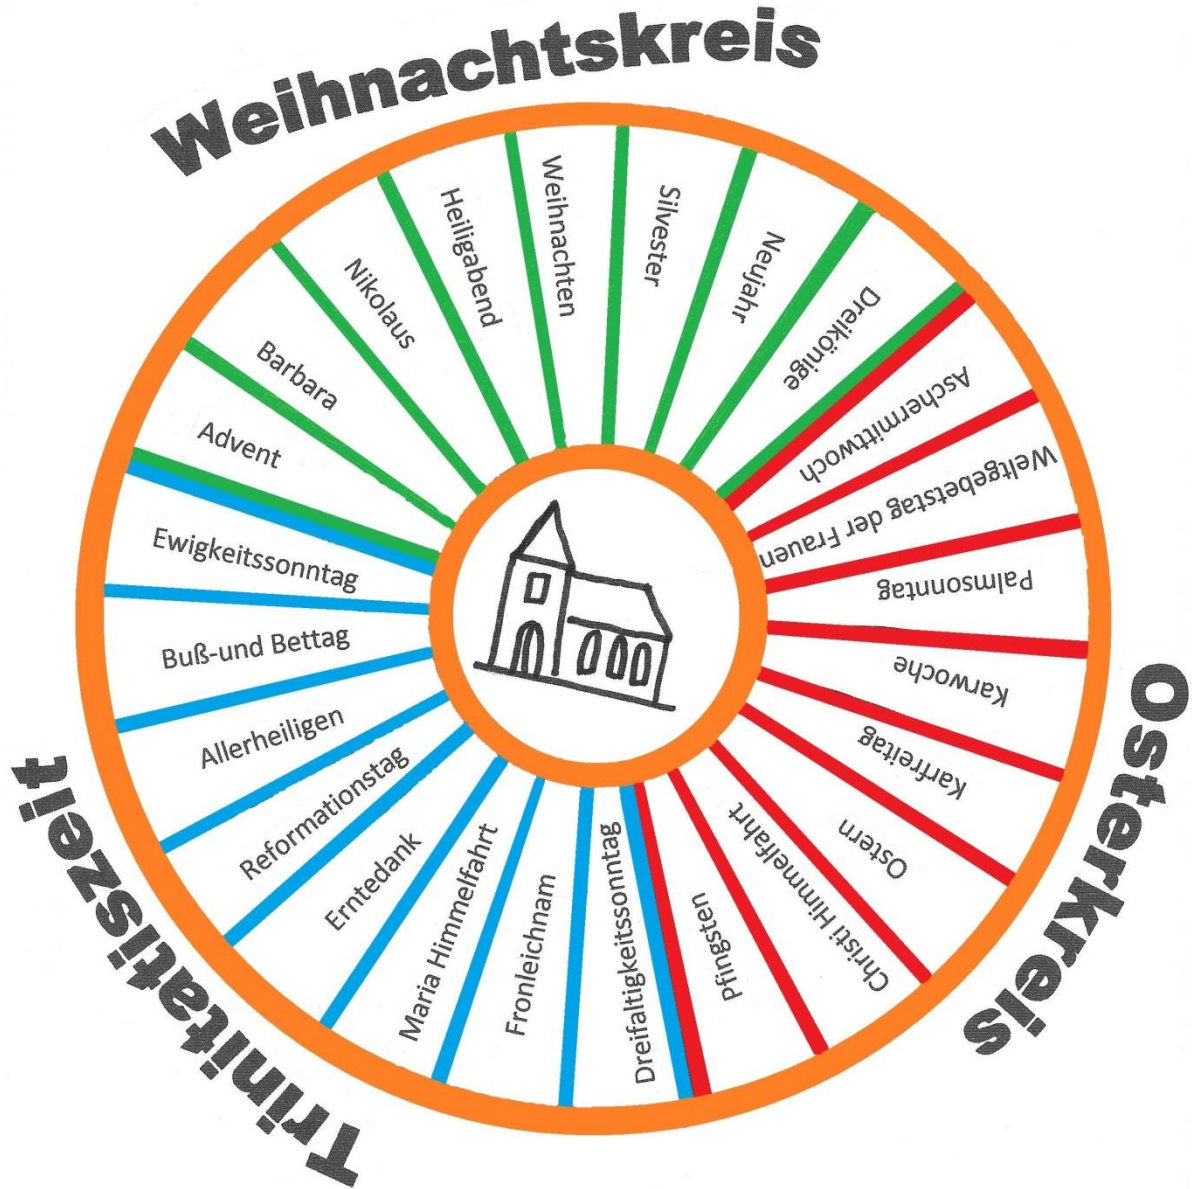 Weihnachtskreis
Advent
Barbara
Nikolaus
Heiligabend
Weihnachten
Silvester
Neujahr
Dreikönige
Osterkreis
Aschermittwoch
Weltgebetstag der Frauen
Palmsonntag
Karwoche
Karfreitag
Ostern
Christi Himmelfahrt
Pfingsten
Trinitatiszeit
Dreifaltigkeitssonntag
Fronleichnam
Maria Himmelfahrt
Erntedank
Reformationstag
Allerheiligen
Buß-und Bettag
Ewigkeitssonntag